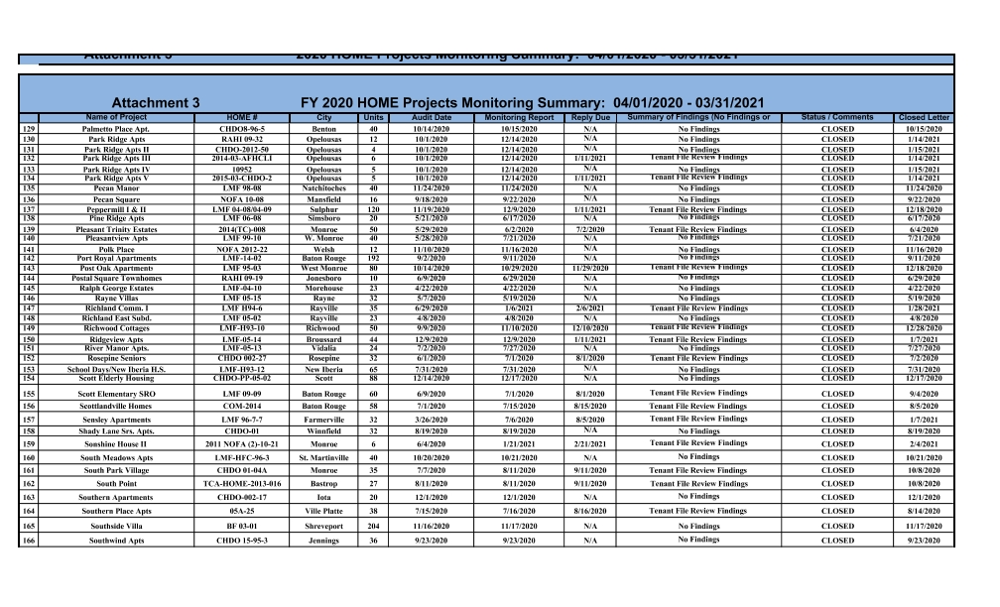 Attachment 3 2020 HOME Projects Monitoring Summary: 04/01/2020 - 03/31/2021
Attachment 3 FY 2020 HOME Projects Monitoring Summary: 04/01/2020 - 03/31/2021
Name of Project HOME # City Units Audit Date Monitoring Report Reply Due Summary of Findings (No Findings or Status / Comments Closed Letter
129 Palmetto Place Apt. CHDO8-96-5 Benton 40 10/14/2020 10/15/2020 N/A No Findings CLOSED 10/15/2020
130 Park Ridge Apts RAHI 09-32 Opelousas 12 10/1/2020 12/14/2020 N/A No Findings CLOSED 1/14/2021
131 Park Ridge Apts II CHDO-2012-50 Opelousas 4 10/1/2020 12/14/2020 N/A No Findings CLOSED 1/15/2021
132 Park Ridge Apts III 2014-03-AFHCLI Opelousas 6 10/1/2020 12/14/2020 1/11/2021 Tenant File Review Findings CLOSED 1/14/2021
133 Park Ridge Apts IV 10952 Opelousas 5 10/1/2020 12/14/2020 N/A No Findings CLOSED 1/15/2021
134 Park Ridge Apts V 2015-03-CHDO-2 Opelousas 5 10/1/2020 12/14/2020 1/11/2021 Tenant File Review Findings CLOSED 1/14/2021
135 Pecan Manor LMF 98-08 Natchitoches 40 11/24/2020 11/24/2020 N/A No Findings CLOSED 11/24/2020
136 Pecan Square NOFA 10-08 Mansfield 16 9/18/2020 9/22/2020 N/A No Findings CLOSED 9/22/2020
137 Peppermill I & II LMF 04-08/04-09 Sulphur 120 11/19/2020 12/9/2020 1/11/2021 Tenant File Review Findings CLOSED 12/18/2020
138 Pine Ridge Apts LMF 06-08 Simsboro 20 5/21/2020 6/17/2020 N/A No Findings CLOSED 6/17/2020
139 Pleasant Trinity Estates 2014(TC)-008 Monroe 50 5/29/2020 6/2/2020 7/2/2020 Tenant File Review Findings CLOSED 6/4/2020
140 Pleasantview Apts LMF 99-10 W. Monroe 40 5/28/2020 7/21/2020 N/A No Findings CLOSED 7/21/2020
141 Polk Place NOFA 2012-22 Welsh 12 11/10/2020 11/16/2020 N/A No Findings CLOSED 11/16/2020
142 Port Royal Apartments LMF-14-02 Baton Rouge 192 9/2/2020 9/11/2020 N/A No Findings CLOSED 9/11/2020
143 Post Oak Apartments LMF 95-03 West Monroe 80 10/14/2020 10/29/2020 11/29/2020 Tenant File Review Findings CLOSED 12/18/2020
144 Postal Square Townhomes RAHI 09-19 Jonesboro 10 6/9/2020 6/29/2020 N/A No Findings CLOSED 6/29/2020
145 Ralph George Estates LMF-04-10 Morehouse 23 4/22/2020 4/22/2020 N/A No Findings CLOSED 4/22/2020
146 Rayne Villas LMF 05-15 Rayne 32 5/7/2020 5/19/2020 N/A No Findings CLOSED 5/19/2020
147 Richland Comm. I LMF H94-6 Rayville 35 6/29/2020 1/6/2021 2/6/2021 Tenant File Review Findings CLOSED 1/28/2021
148 Richland East Subd. LMF 05-02 Rayville 23 4/8/2020 4/8/2020 N/A No Findings CLOSED 4/8/2020
149 Richwood Cottages LMF-H93-10 Richwood 50 9/9/2020 11/10/2020 12/10/2020 Tenant File Review Findings CLOSED 12/28/2020
150 Ridgeview Apts LMF-05-14 Broussard 44 12/9/2020 12/9/2020 1/11/2021 Tenant File Review Findings CLOSED 1/7/2021
151 River Manor Apts. LMF-05-13 Vidalia 24 7/2/2020 7/27/2020 N/A No Findings CLOSED 7/27/2020
152 Rosepine Seniors CHDO 002-27 Rosepine 32 6/1/2020 7/1/2020 8/1/2020 Tenant File Review Findings CLOSED 7/2/2020
153 School Days/New Iberia H.S. LMF-H93-12 New Iberia 65 7/31/2020 7/31/2020 N/A No Findings CLOSED 7/31/2020
154 Scott Elderly Housing CHDO-PP-05-02 Scott 88 12/14/2020 12/17/2020 N/A No Findings CLOSED 12/17/2020
155 Scott Elementary SRO LMF 09-09 Baton Rouge 60 6/9/2020 7/1/2020 8/1/2020 Tenant File Review Findings CLOSED 9/4/2020
156 Scottlandville Homes COM-2014 Baton Rouge 58 7/1/2020 7/15/2020 8/15/2020 Tenant File Review Findings CLOSED 8/5/2020
157 Sensley Apartments LMF 96-7-7 Farmerville 32 3/26/2020 7/6/2020 8/5/2020 Tenant File Review Findings CLOSED 1/7/2021
158 Shady Lane Srs. Apts. CHDO-01 Winnfield 32 8/19/2020 8/19/2020 N/A No Findings CLOSED 8/19/2020
159 Sonshine House II 2011 NOFA (2)-10-21 Monroe 6 6/4/2020 1/21/2021 2/21/2021 Tenant File Review Findings CLOSED 2/4/2021
160 South Meadows Apts LMF-HFC-96-3 St. Martinville 40 10/20/2020 10/21/2020 N/A No Findings CLOSED 10/21/2020
161 South Park Village CHDO 01-04A Monroe 35 7/7/2020 8/11/2020 9/11/2020 Tenant File Review Findings CLOSED 10/8/2020
162 South Point TCA-HOME-2013-016 Bastrop 27 8/11/2020 8/11/2020 9/11/2020 Tenant File Review Findings CLOSED 10/8/2020
163 Southern Apartments CHDO-002-17 Iota 20 12/1/2020 12/1/2020 N/A No Findings CLOSED 12/1/2020
164 Southern Place Apts 05A-25 Ville Platte 38 7/15/2020 7/16/2020 8/16/2020 Tenant File Review Findings CLOSED 8/14/2020
165 Southside Villa BF 03-01 Shreveport 204 11/16/2020 11/17/2020 N/A No Findings CLOSED 11/17/2020
166 Southwind Apts CHDO 15-95-3 Jennings 36 9/23/2020 9/23/2020 N/A No Findings CLOSED 9/23/2020